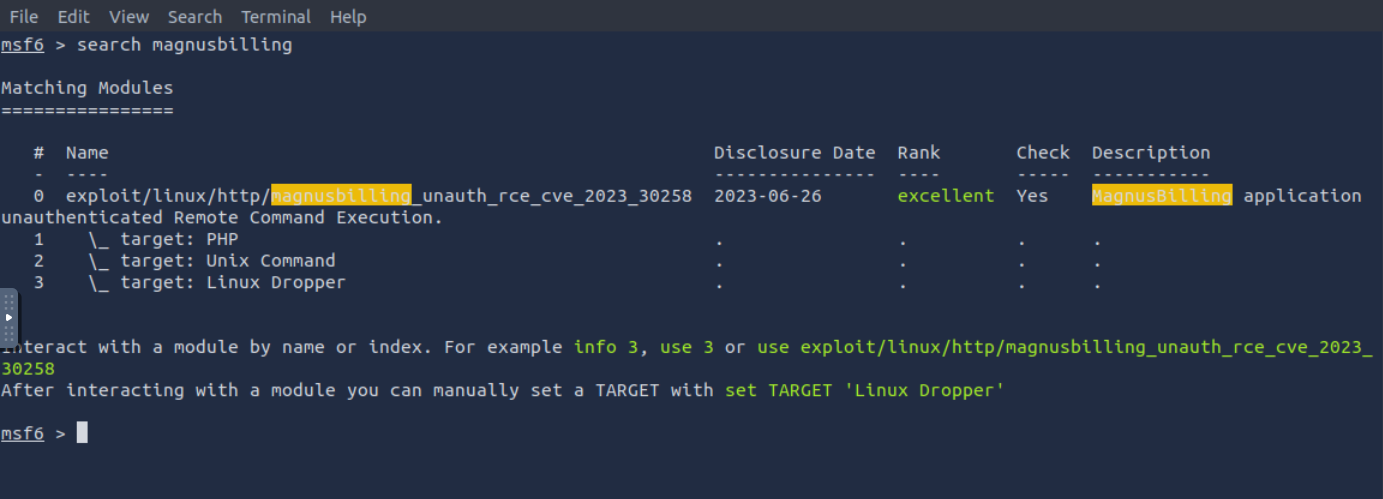 File Edit View Search Terminal Help
msf6 > search magnusbilling
Matching Modules
================
# Name Disclosure Date Rank Check Description
- ---- --------------- ---- ----- -----------
0 exploit/linux/http/magnusbilling_unauth_rce_cve_2023_30258 2023-06-26 excellent Yes MagnusBilling application
unauthenticated Remote Command Execution.
1 \_ target: PHP . . . .
2 \_ target: Unix Command . . . .
3 \_ target: Linux Dropper . . . .
Interact with a module by name or index. For example info 3, use 3 or use exploit/linux/http/magnusbilling_unauth_rce_cve_2023_
30258
After interacting with a module you can manually set a TARGET with set TARGET 'Linux Dropper'
msf6 >